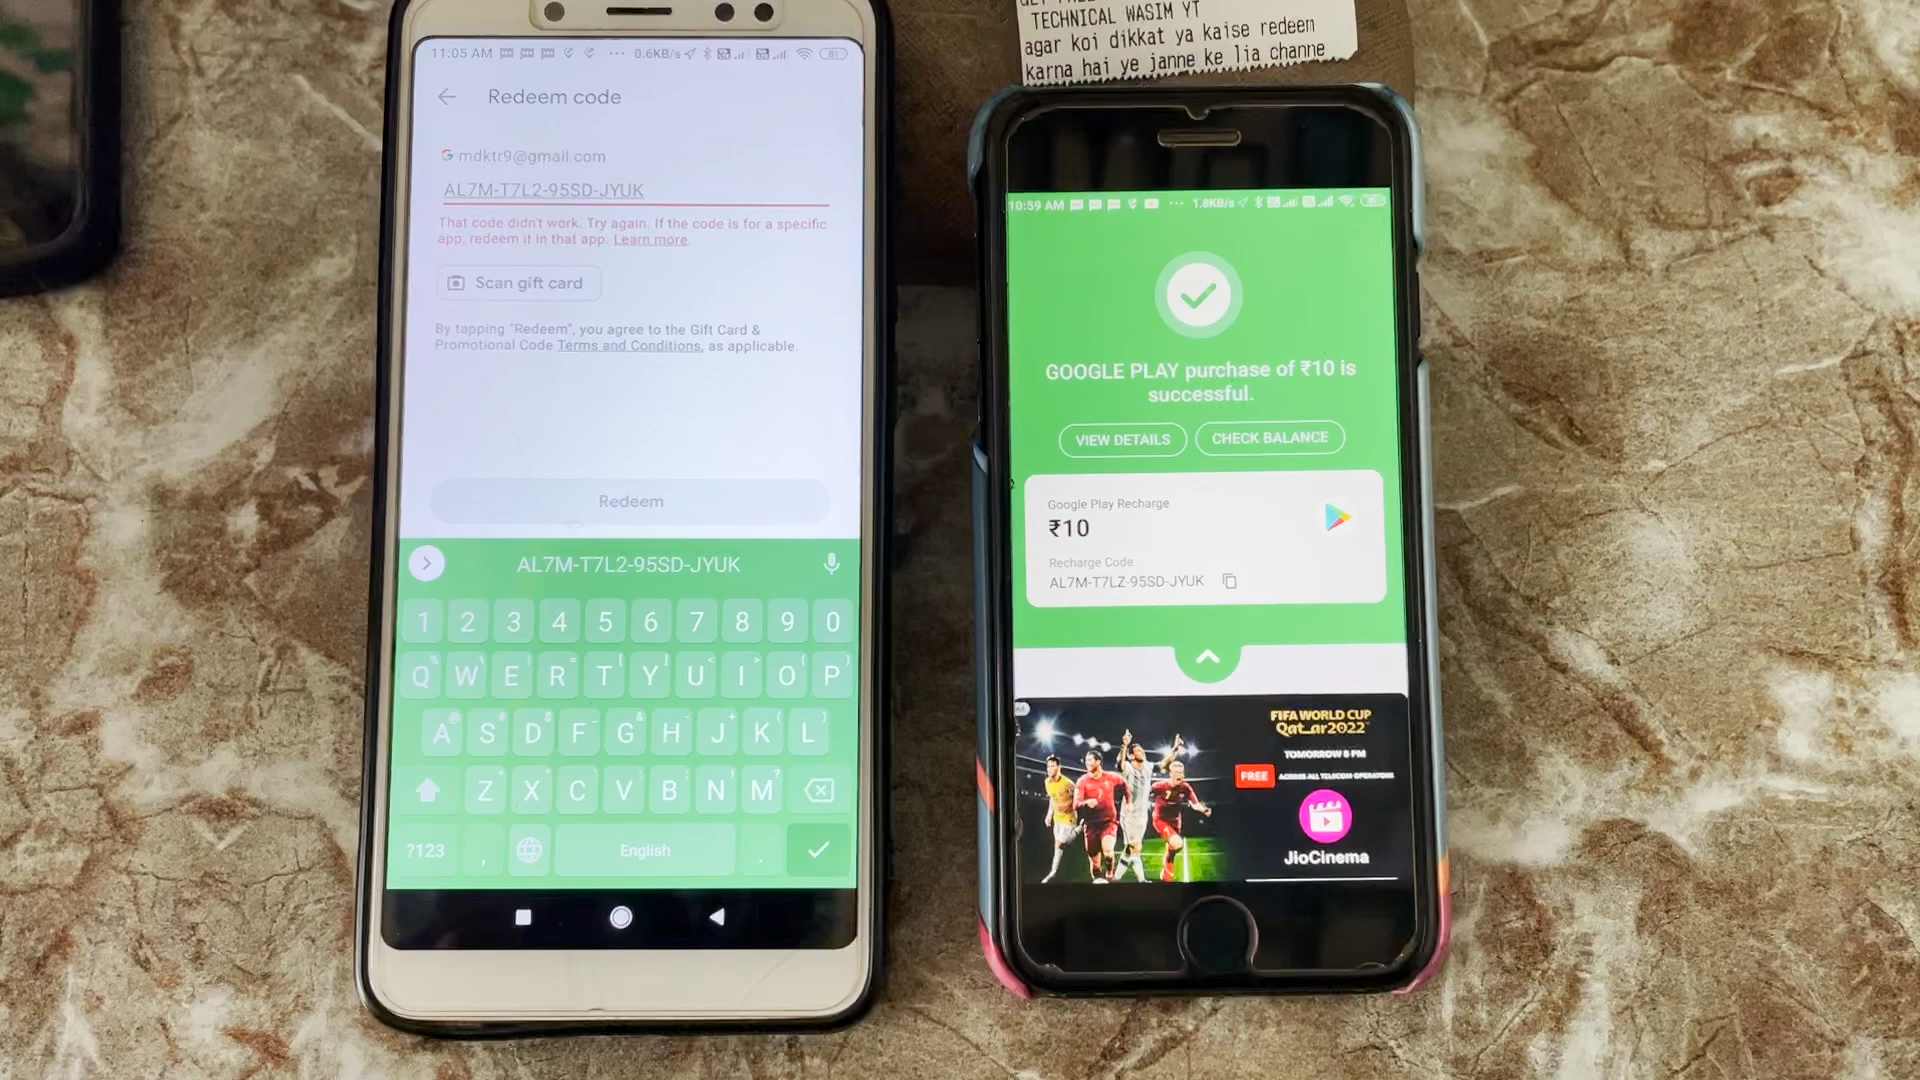 11:05 AM
0.6KB/s
81
Redeem code
mdktr9@gmail.com
AL7M-T7L2-95SD-JYUK
That code didn't work. Try again. If the code is for a specific
app, redeem it in that app. Learn more.
Scan gift card
By tapping "Redeem", you agree to the Gift Card &
Promotional Code Terms and Conditions, as applicable.
Redeem
AL7M-T7L2-95SD-JYUK
1 2 3 4 5 6 7 8 9 0
Q W E R T Y U I O P
A S D F G H J K L
Z X C V B N M
?123 , English .
TECHNICAL WASIM YT
agar koi dikkat ya kaise redeem
karna hai ye janne ke lia channe
10:59 AM
1.8KB/s
GOOGLE PLAY purchase of ₹10 is
successful.
VIEW DETAILS
CHECK BALANCE
Google Play Recharge
₹10
Recharge Code
AL7M-T7LZ-95SD-JYUK
FIFA WORLD CUP
Qatar2022
TOMORROW 8 PM
FREE
ACROSS ALL TELECOM OPERATORS
JioCinema